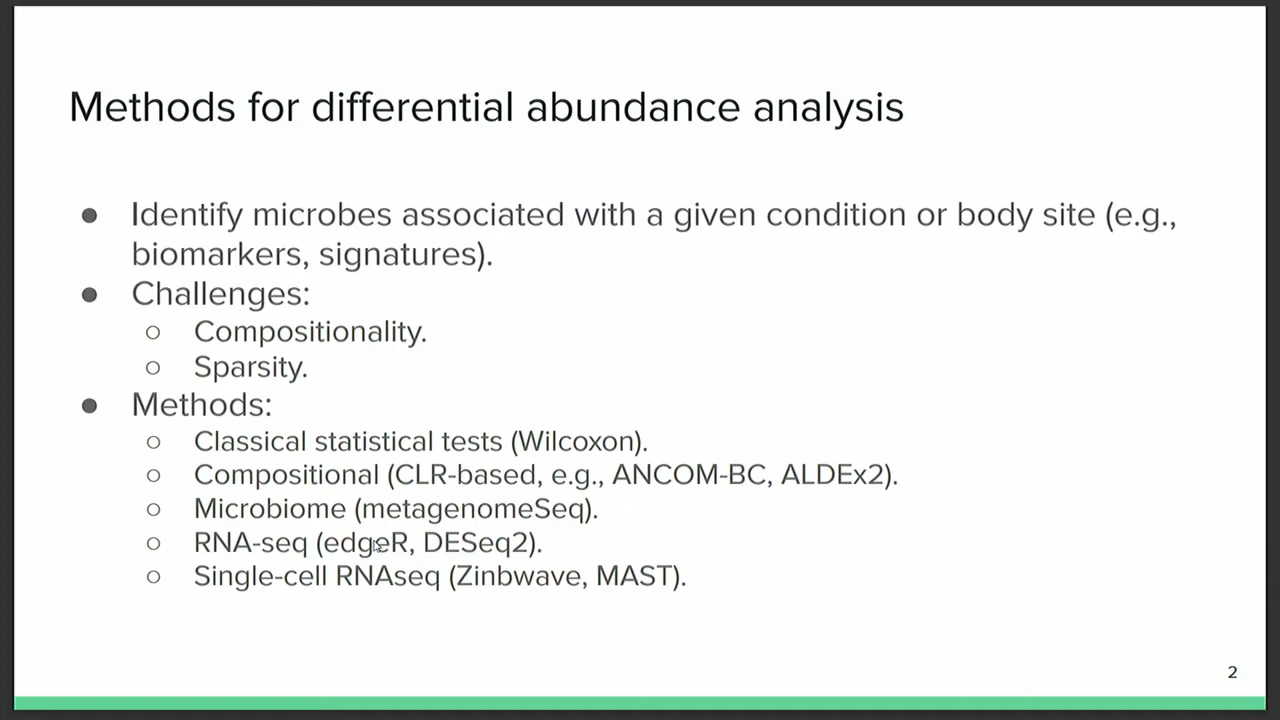 Methods for differential abundance analysis
● Identify microbes associated with a given condition or body site (e.g.,
biomarkers, signatures).
● Challenges:
○ Compositionality.
○ Sparsity.
● Methods:
○ Classical statistical tests (Wilcoxon).
○ Compositional (CLR-based, e.g., ANCOM-BC, ALDEx2).
○ Microbiome (metagenomeSeq).
○ RNA-seq (edgeR, DESeq2).
○ Single-cell RNAseq (Zinbwave, MAST).
2